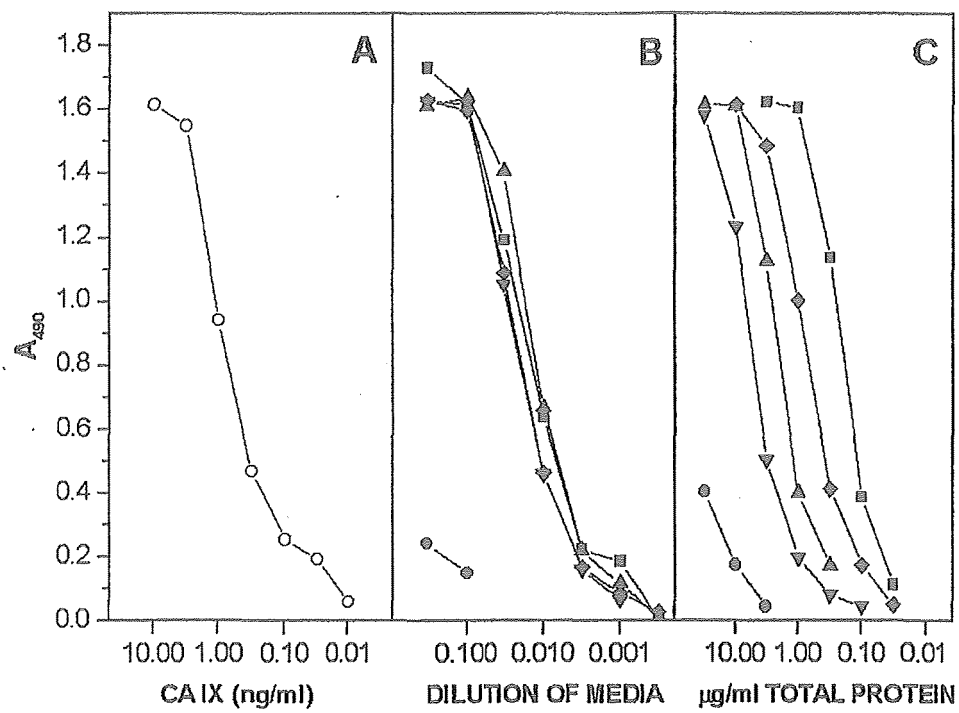 A B C
1.8
1.6
1.4
1.2
1.0
0.8
0.6
0.4
0.2
0.0
A490
10.00 1.00 0.10 0.01
CA IX (ng/ml)
0.100 0.010 0.001
DILUTION OF MEDIA
10.00 1.00 0.10 0.01
µg/ml TOTAL PROTEIN